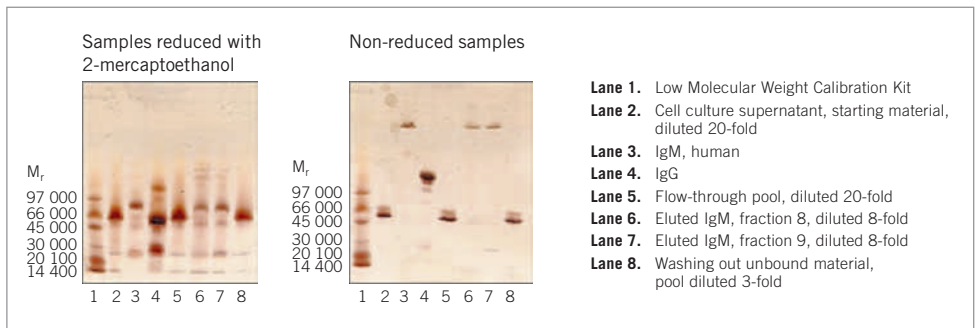 Samples reduced with
2-mercaptoethanol
M_r
97 000
66 000
45 000
30 000
20 100
14 400
1 2 3 4 5 6 7 8
Non-reduced samples
M_r
97 000
66 000
45 000
30 000
20 100
14 400
1 2 3 4 5 6 7 8
Lane 1. Low Molecular Weight Calibration Kit
Lane 2. Cell culture supernatant, starting material,
diluted 20-fold
Lane 3. IgM, human
Lane 4. IgG
Lane 5. Flow-through pool, diluted 20-fold
Lane 6. Eluted IgM, fraction 8, diluted 8-fold
Lane 7. Eluted IgM, fraction 9, diluted 8-fold
Lane 8. Washing out unbound material,
pool diluted 3-fold